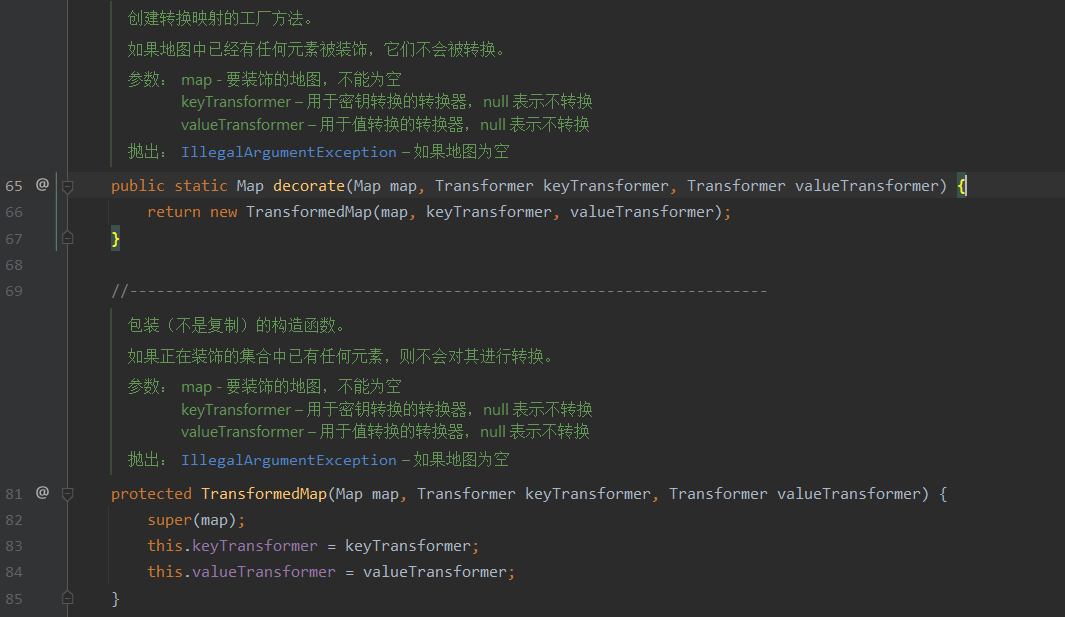 创建转换映射的工厂方法。
如果地图中已经有任何元素被装饰，它们不会被转换。
参数： map - 要装饰的地图，不能为空
keyTransformer – 用于密钥转换的转换器，null 表示不转换
valueTransformer – 用于值转换的转换器，null 表示不转换
抛出： IllegalArgumentException – 如果地图为空
65 @ public static Map decorate(Map map, Transformer keyTransformer, Transformer valueTransformer) {
66 return new TransformedMap(map, keyTransformer, valueTransformer);
67 }
68
69 //-----------------------------------------------------------------------
包装（不是复制）的构造函数。
如果正在装饰的集合中已有任何元素，则不会对其进行转换。
参数： map - 要装饰的地图，不能为空
keyTransformer – 用于密钥转换的转换器，null 表示不转换
valueTransformer – 用于值转换的转换器，null 表示不转换
抛出： IllegalArgumentException – 如果地图为空
81 @ protected TransformedMap(Map map, Transformer keyTransformer, Transformer valueTransformer) {
82 super(map);
83 this.keyTransformer = keyTransformer;
84 this.valueTransformer = valueTransformer;
85 }